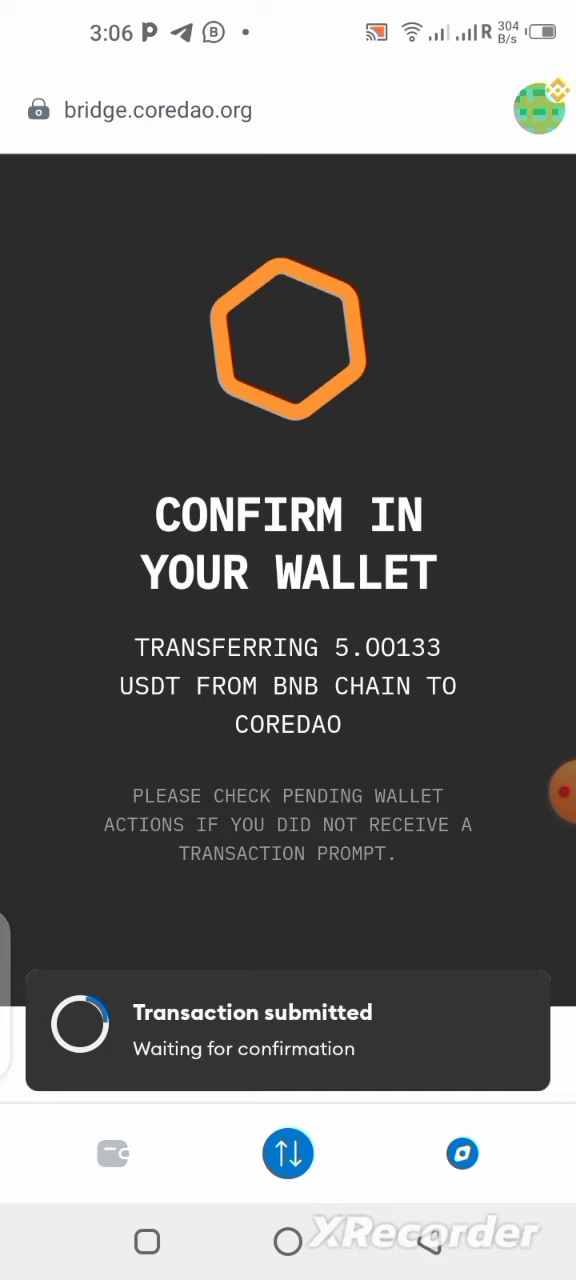 3:06
R
304
B/s
bridge.coredao.org
CONFIRM IN
YOUR WALLET
TRANSFERRING 5.00133
USDT FROM BNB CHAIN TO
COREDAO
PLEASE CHECK PENDING WALLET
ACTIONS IF YOU DID NOT RECEIVE A
TRANSACTION PROMPT.
Transaction submitted
Waiting for confirmation
XRecorder